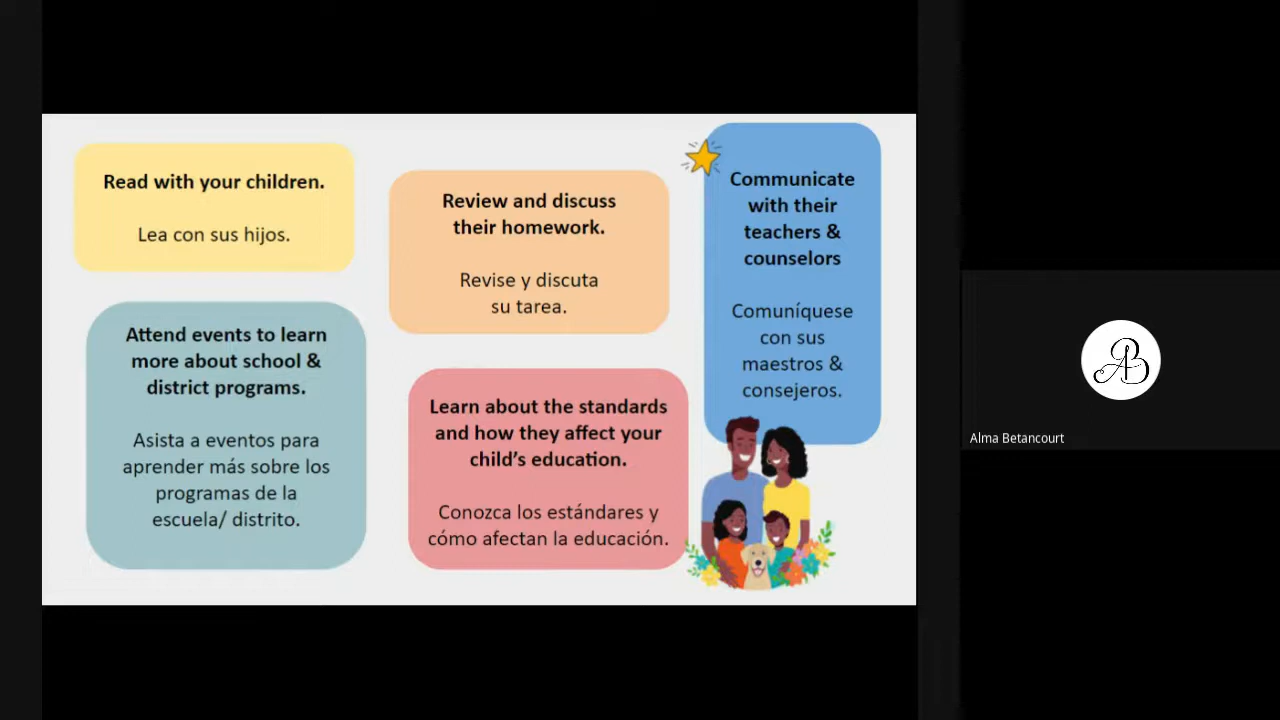 Read with your children.
Lea con sus hijos.
Attend events to learn
more about school &
district programs.
Asista a eventos para
aprender más sobre los
programas de la
escuela/ distrito.
Review and discuss
their homework.
Revise y discuta
su tarea.
Learn about the standards
and how they affect your
child's education.
Conozca los estándares y
cómo afectan la educación.
Communicate
with their
teachers &
counselors
Comuníquese
con sus
maestros &
consejeros.
AB
Alma Betancourt